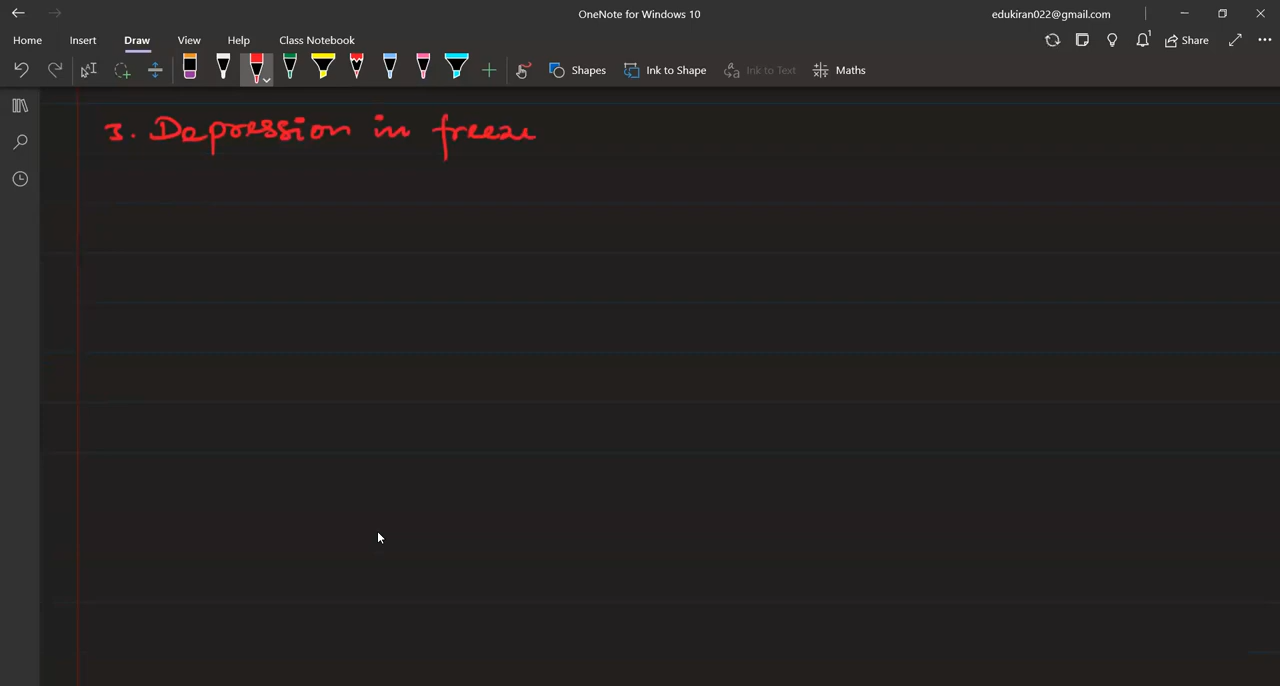 OneNote for Windows 10
edukiran022@gmail.com
Home Insert Draw View Help Class Notebook
1 Share
Shapes Ink to Shape Ink to Text Maths
3. Depression in freeze